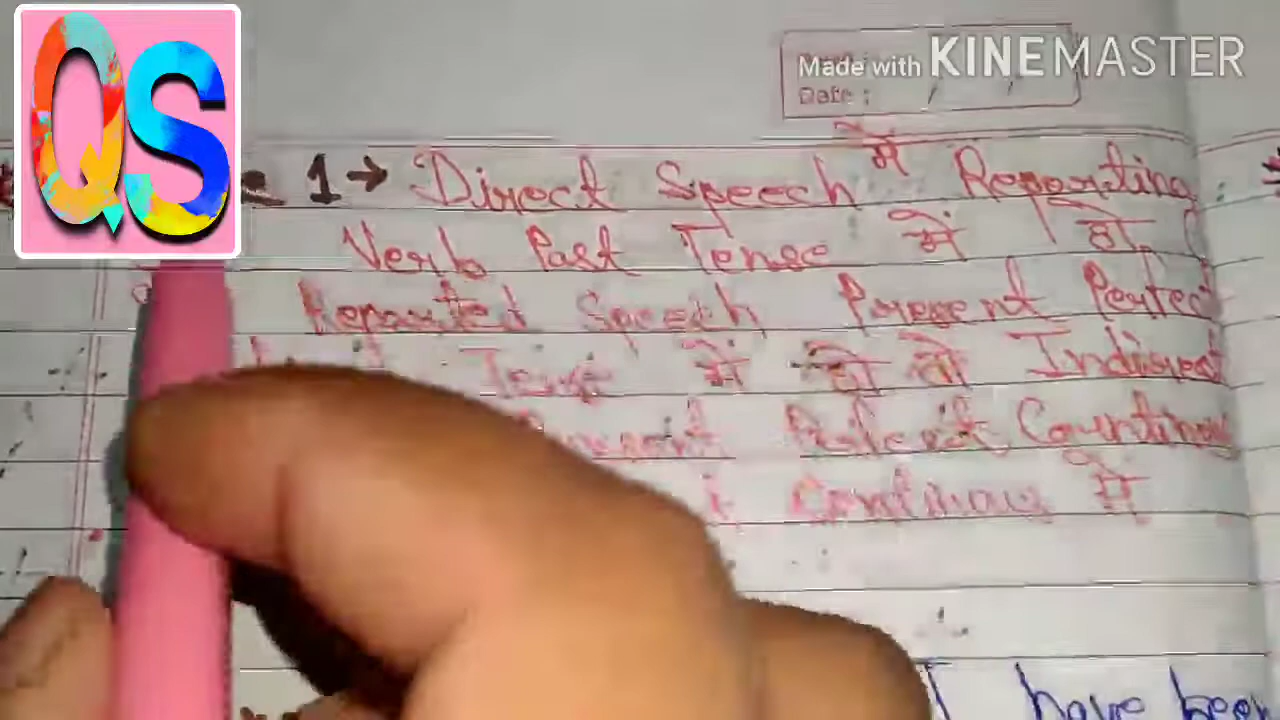 QS
Made with KINEMASTER
Date :
1 → Direct Speech में Reporting
Verb Past Tense में हो,
Reported Speech Present Perfect
Tense में हो तो Indirect
Present Perfect Continuous
Continuous में
I have been